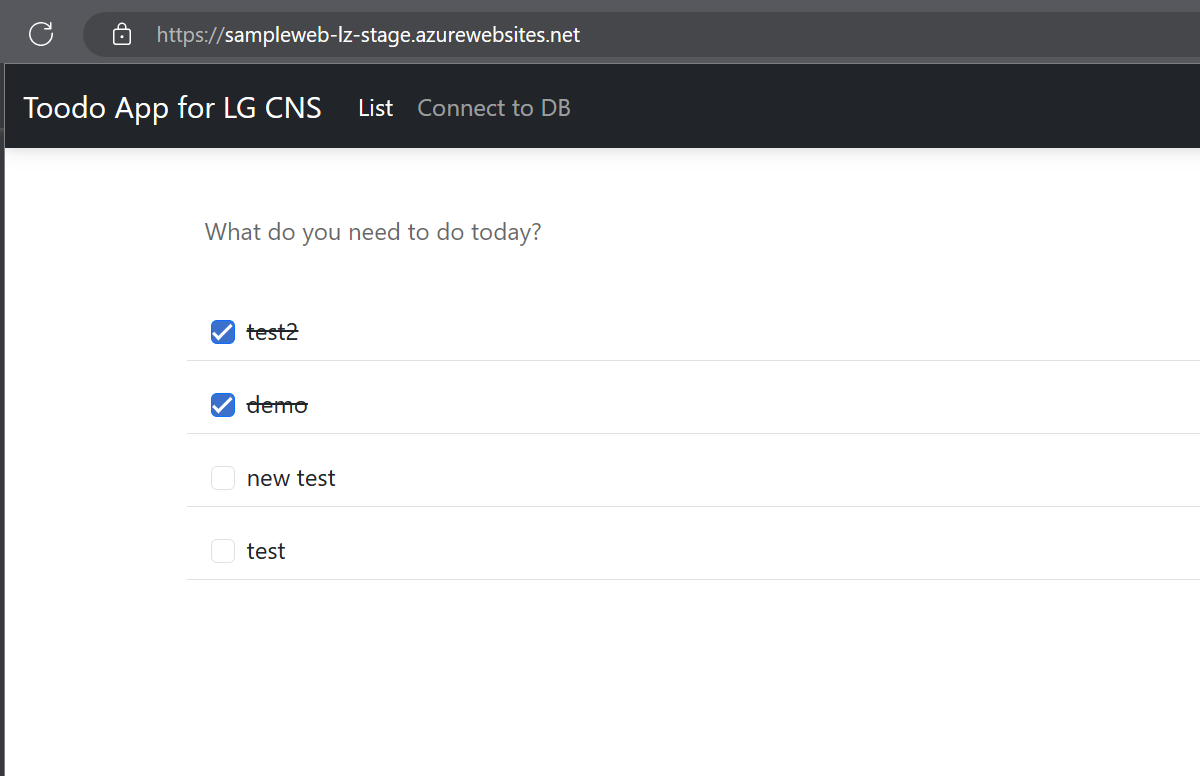 https://sampleweb-lz-stage.azurewebsites.net
Toodo App for LG CNS List Connect to DB
What do you need to do today?
test2
demo
new test
test